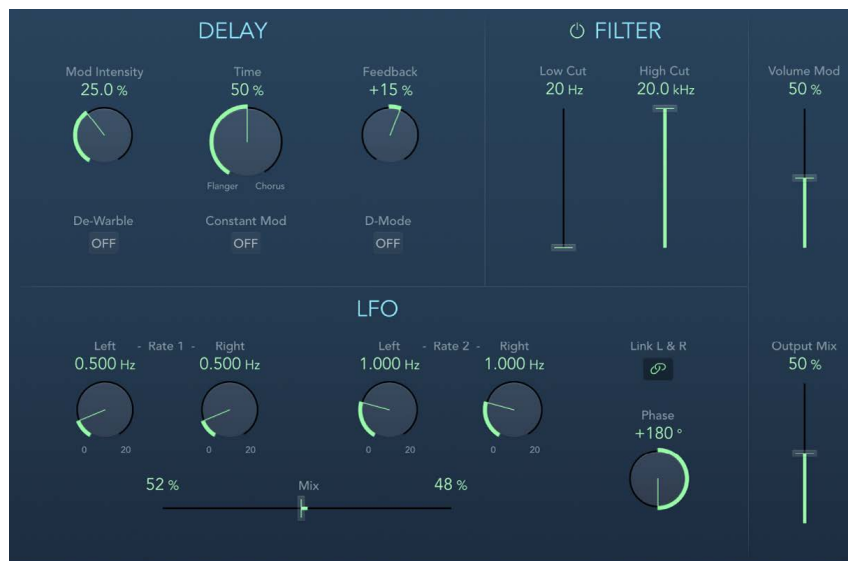 DELAY
Mod Intensity
25.0 %
Time
50 %
Feedback
+15 %
Flanger
Chorus
De-Warble
OFF
Constant Mod
OFF
D-Mode
OFF
FILTER
Low Cut
20 Hz
High Cut
20.0 kHz
Volume Mod
50 %
LFO
Left - Rate 1 - Right
0.500 Hz
0.500 Hz
0
20
0
20
Left - Rate 2 - Right
1.000 Hz
1.000 Hz
0
20
0
20
52 %
Mix
48 %
Link L & R
Phase
+180 °
Output Mix
50 %